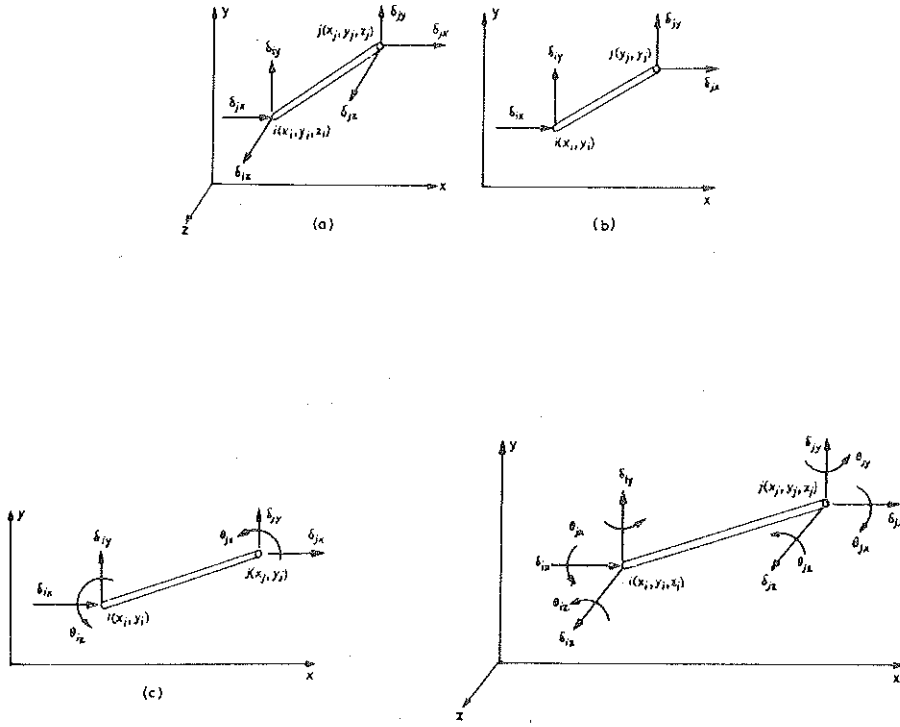 y
δjy
j(xj, yj, zj)
δjx
δiy
δjx
δjz
i(xi, yi, zi)
δiz
x
z
(a)
y
δjy
j(yj, yj)
δiy
δjx
δix
i(xi, yi)
x
(b)
y
δjy
θjz
δjx
δiy
j(xj, yj)
δix
i(xi, yi)
θiz
x
(c)
y
δjy
θjy
δiy
j(xj, yj, zj)
θjx
δjx
θjx
δix
θjz
i(xi, yi, zi)
δjz
θiz
δiz
x
z